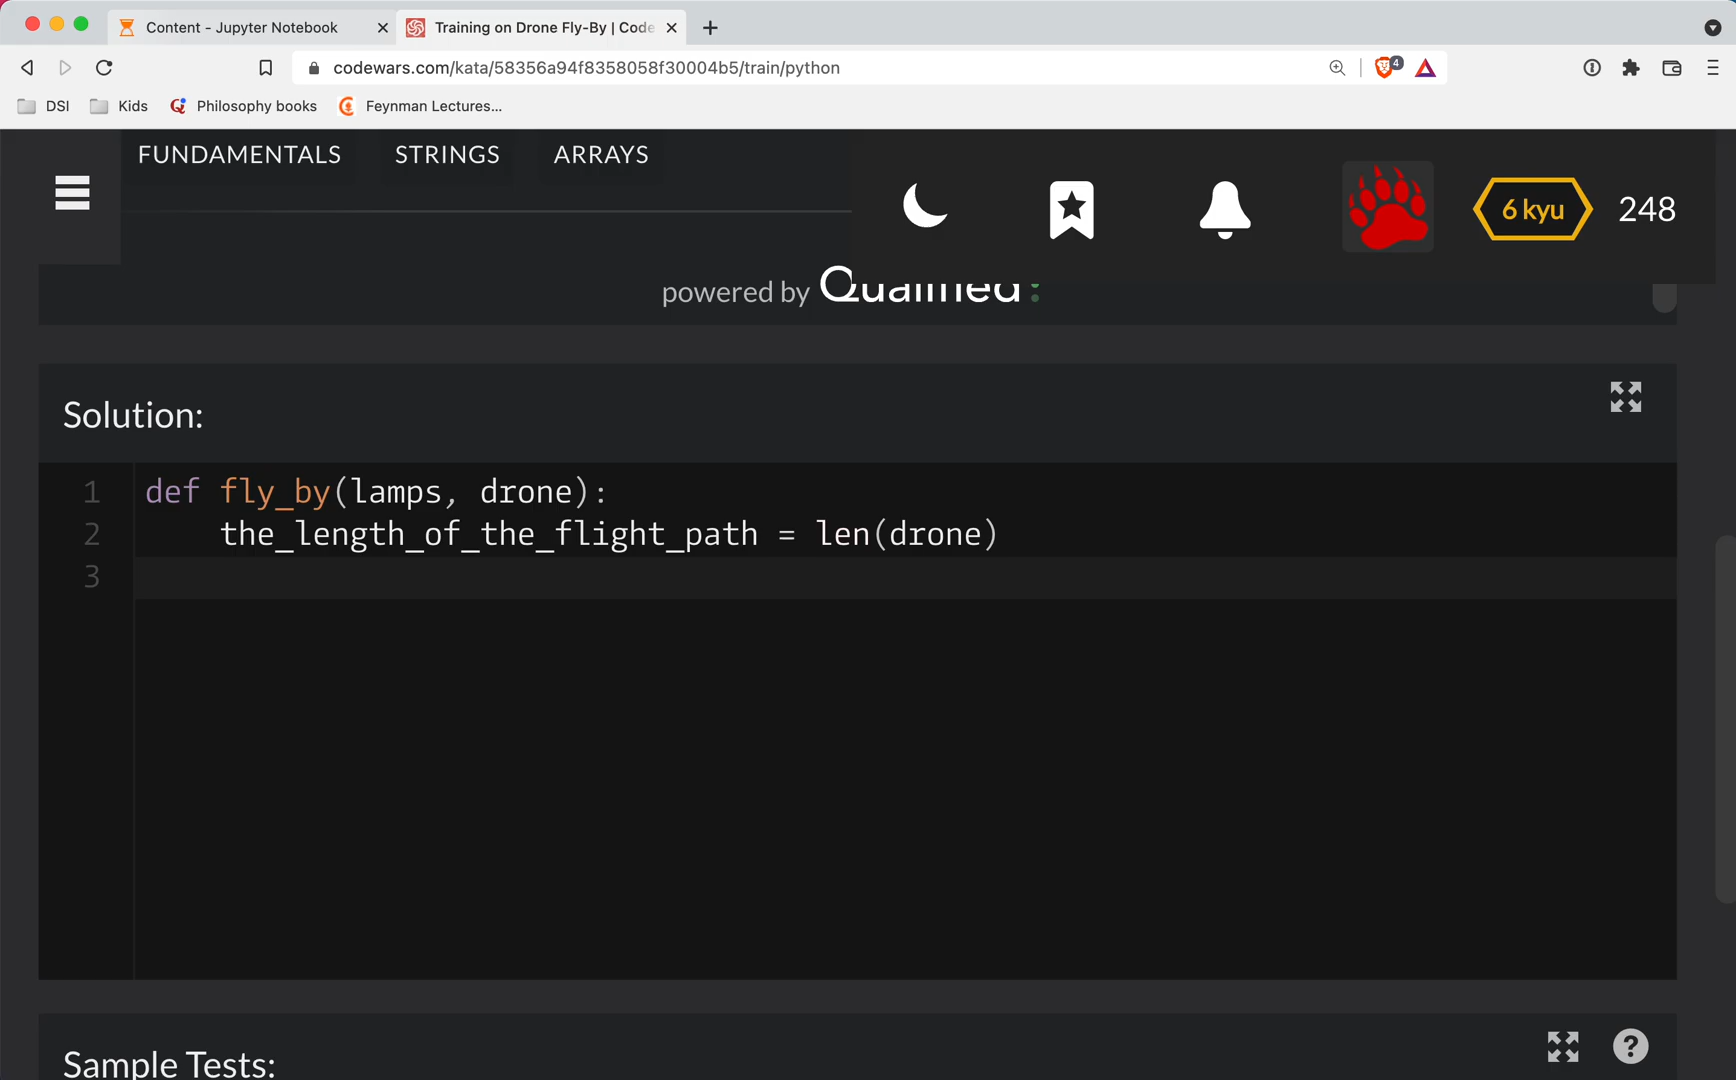 Content - Jupyter Notebook
Training on Drone Fly-By | Code
codewars.com/kata/58356a94f8358058f30004b5/train/python
4
DSI
Kids
Philosophy books
Feynman Lectures...
FUNDAMENTALS
STRINGS
ARRAYS
6 kyu
248
powered by Qualified
Solution:
1 def fly_by(lamps, drone):
2 the_length_of_the_flight_path = len(drone)
3
Sample Tests:
?